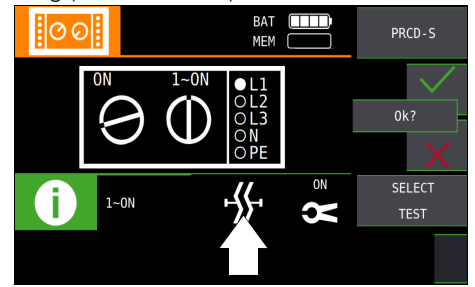 BAT
MEM
PRCD-S
ON 1~ON
L1
L2
L3
N
PE
Ok?
i 1~ON ON
SELECT
TEST